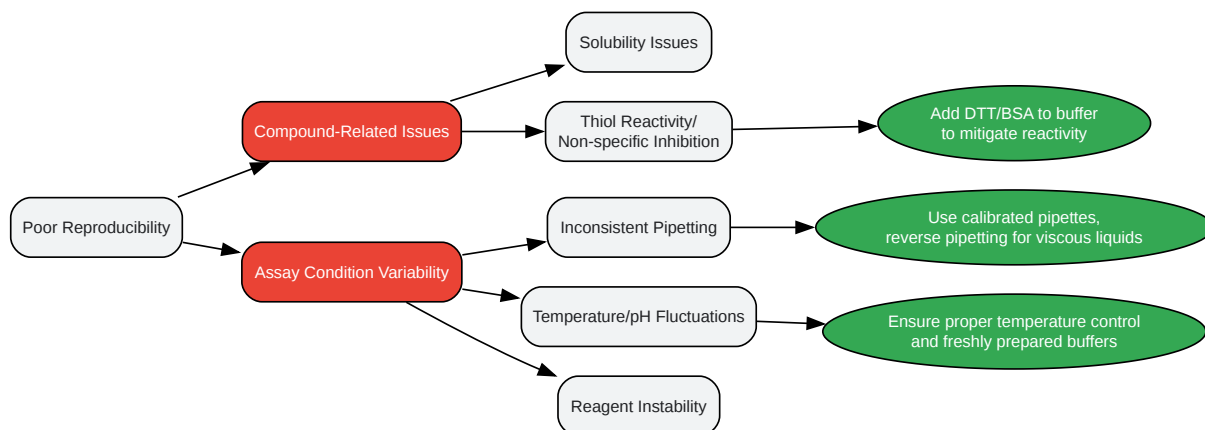 Solubility Issues
Compound-Related Issues
Thiol Reactivity/
Non-specific Inhibition
Add DTT/BSA to buffer
to mitigate reactivity
Poor Reproducibility
Inconsistent Pipetting
Use calibrated pipettes,
reverse pipetting for viscous liquids
Assay Condition Variability
Temperature/pH Fluctuations
Ensure proper temperature control
and freshly prepared buffers
Reagent Instability